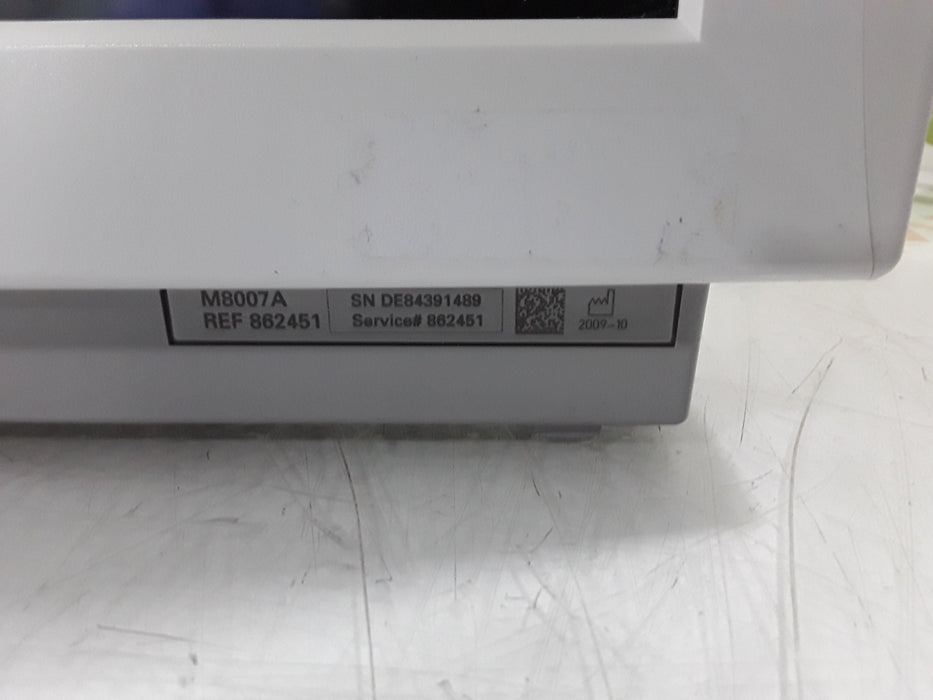 M8007A
REF 862451
SN DE84391489
Service# 862451
2009-10